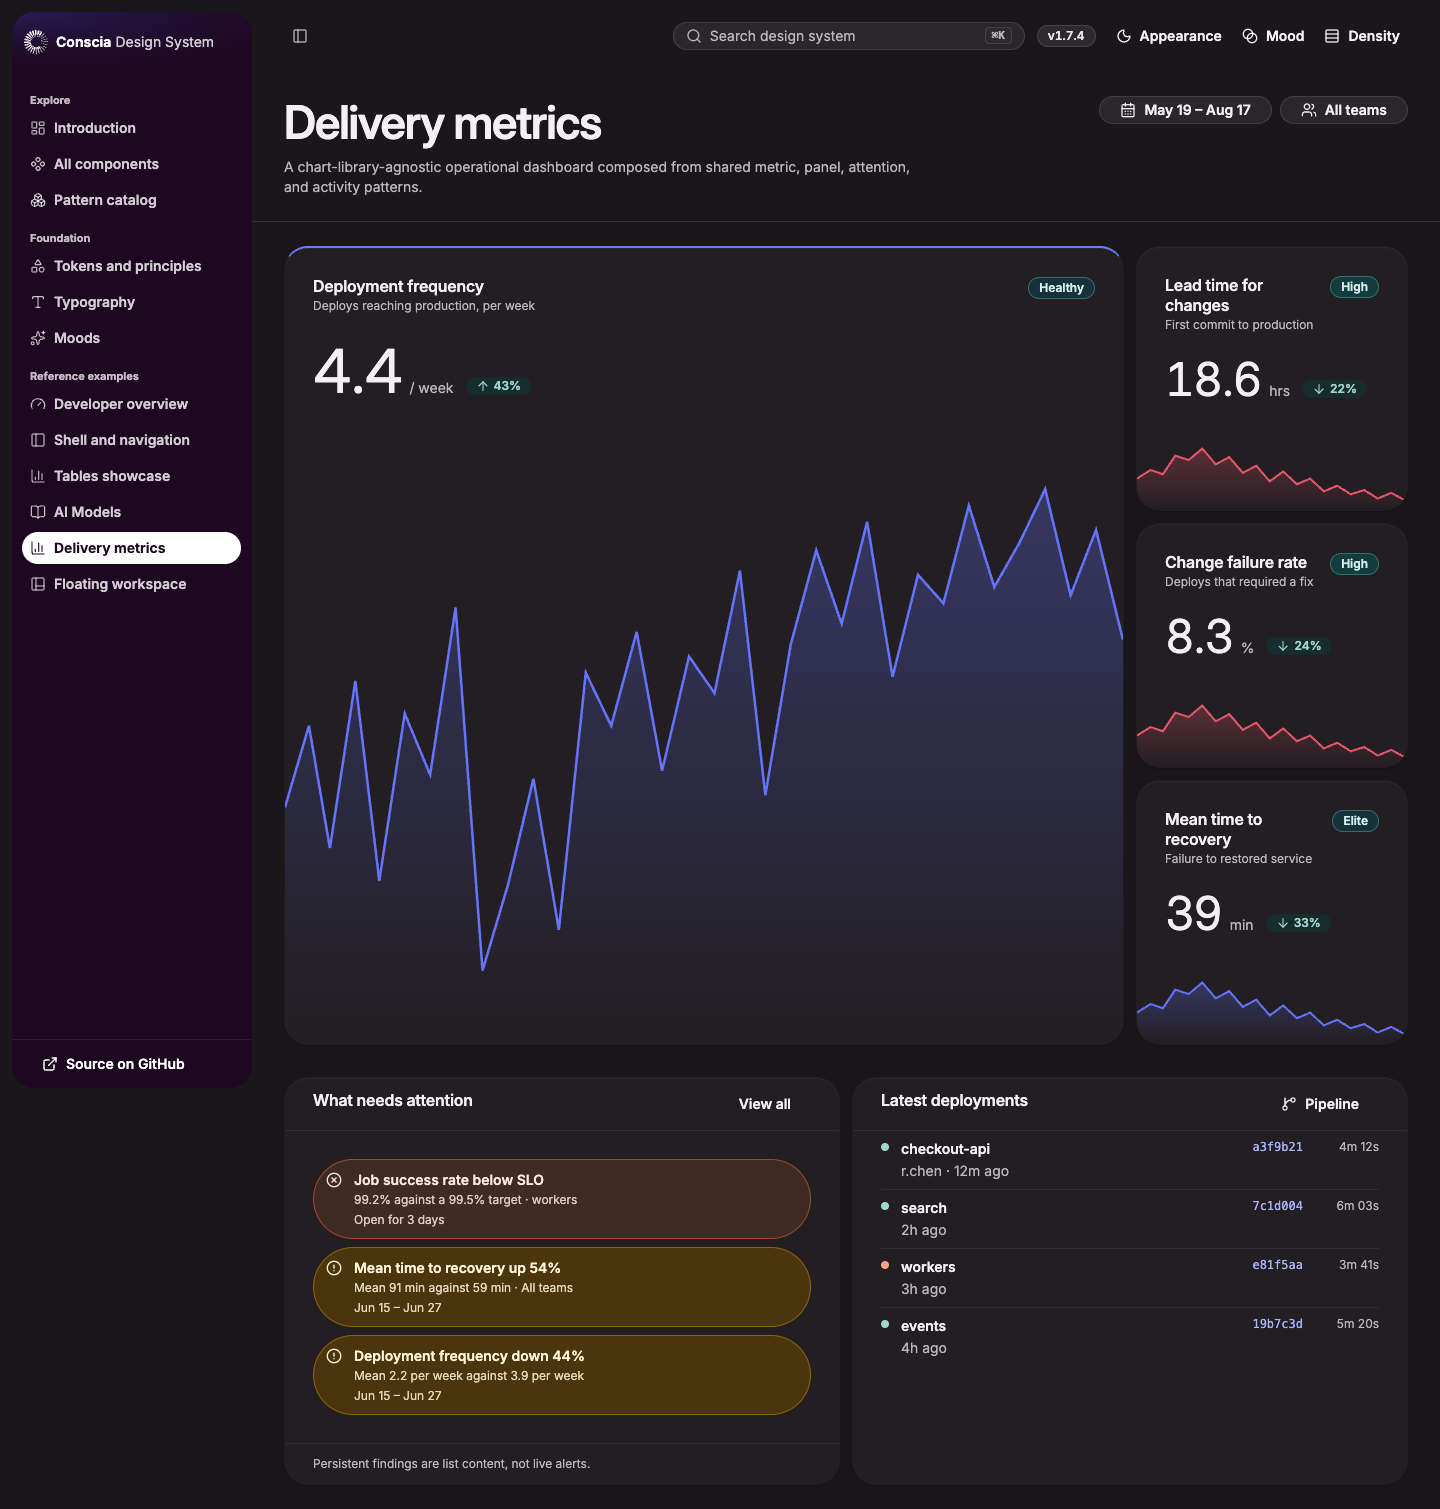 Conscia Design System
Explore
Introduction
All components
Pattern catalog
Foundation
Tokens and principles
Typography
Moods
Reference examples
Developer overview
Shell and navigation
Tables showcase
AI Models
Delivery metrics
Floating workspace
Source on GitHub
Search design system
⌘K
v1.7.4
Appearance
Mood
Density
Delivery metrics
A chart-library-agnostic operational dashboard composed from shared metric, panel, attention,
and activity patterns.
May 19 – Aug 17
All teams
Deployment frequency
Deploys reaching production, per week
Healthy
4.4 / week ↑ 43%
Lead time for
changes
First commit to production
High
18.6 hrs ↓ 22%
Change failure rate
Deploys that required a fix
High
8.3 % ↓ 24%
Mean time to
recovery
Failure to restored service
Elite
39 min ↓ 33%
What needs attention
View all
Job success rate below SLO
99.2% against a 99.5% target · workers
Open for 3 days
Mean time to recovery up 54%
Mean 91 min against 59 min · All teams
Jun 15 – Jun 27
Deployment frequency down 44%
Mean 2.2 per week against 3.9 per week
Jun 15 – Jun 27
Persistent findings are list content, not live alerts.
Latest deployments
Pipeline
checkout-api a3f9b21 4m 12s
r.chen · 12m ago
search 7c1d004 6m 03s
2h ago
workers e81f5aa 3m 41s
3h ago
events 19b7c3d 5m 20s
4h ago